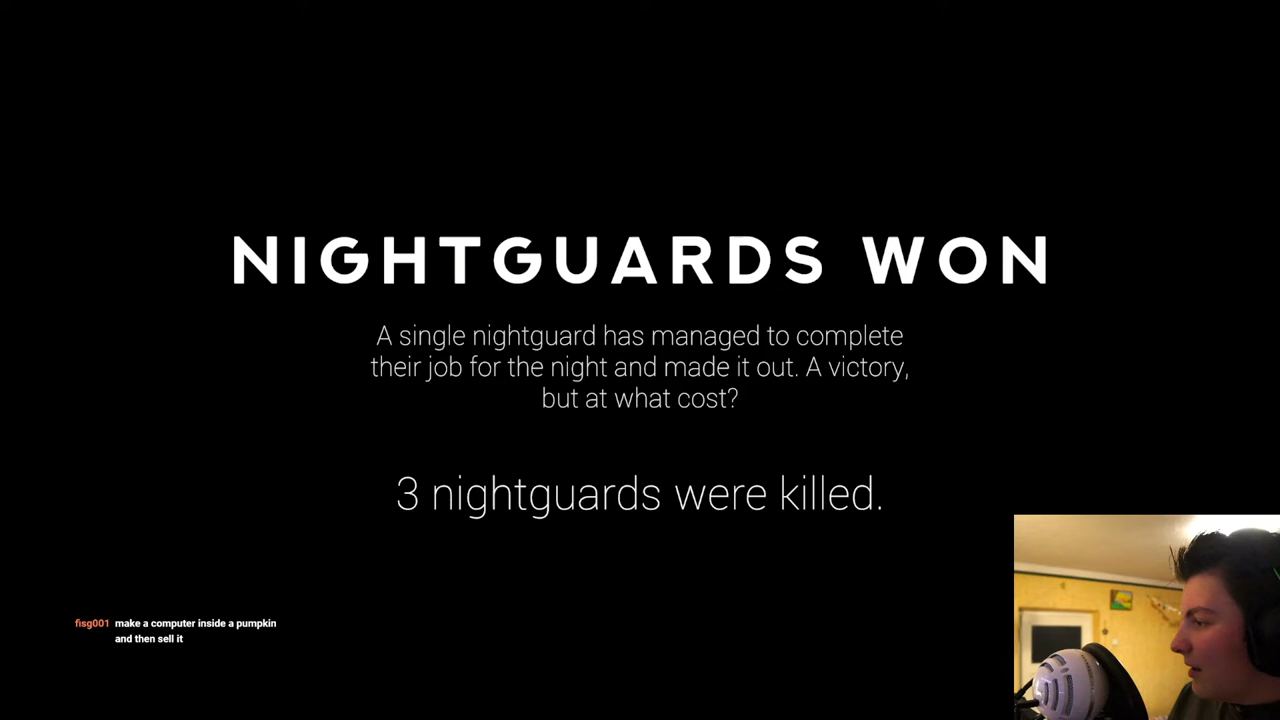 NIGHTGUARDS WON
A single nightguard has managed to complete
their job for the night and made it out. A victory,
but at what cost?
3 nightguards were killed.
fisg001 make a computer inside a pumpkin
and then sell it